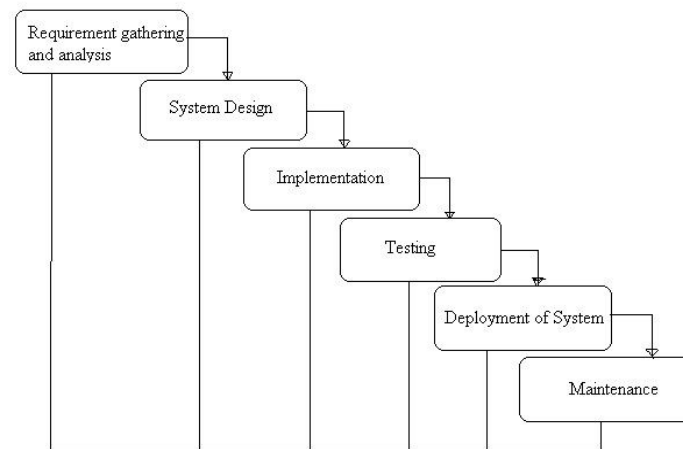 Requirement gathering
and analysis
System Design
Implementation
Testing
Deployment of System
Maintenance